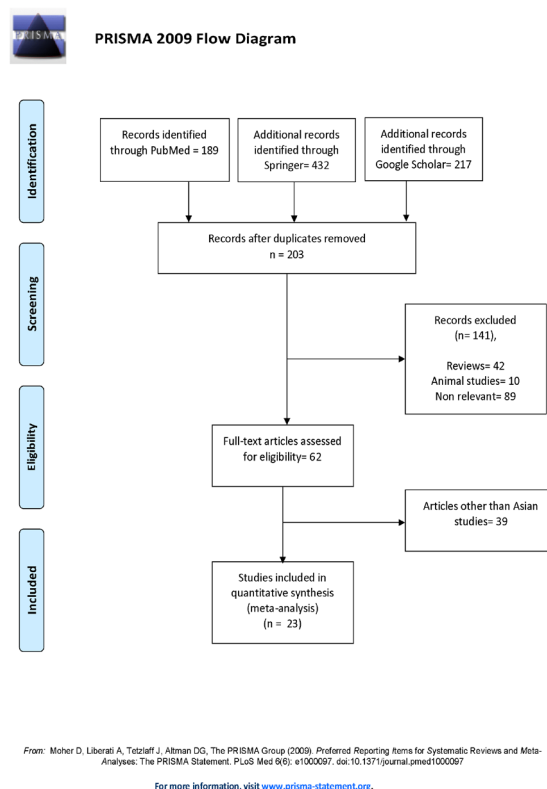 PRISMA
PRISMA 2009 Flow Diagram
Identification
Records identified
through PubMed = 189
Additional records
identified through
Springer= 432
Additional records
identified through
Google Scholar= 217
Records after duplicates removed
n = 203
Screening
Records excluded
(n= 141),
Reviews= 42
Animal studies= 10
Non relevant= 89
Eligibility
Full-text articles assessed
for eligibility= 62
Articles other than Asian
studies= 39
Included
Studies included in
quantitative synthesis
(meta-analysis)
(n = 23)
From: Moher D, Liberati A, Tetzlaff J, Altman DG, The PRISMA Group (2009). Preferred Reporting Items for Systematic Reviews and Meta-
Analyses: The PRISMA Statement. PLoS Med 6(6): e1000097. doi:10.1371/journal.pmed1000097
For more information, visit www.prisma-statement.org.